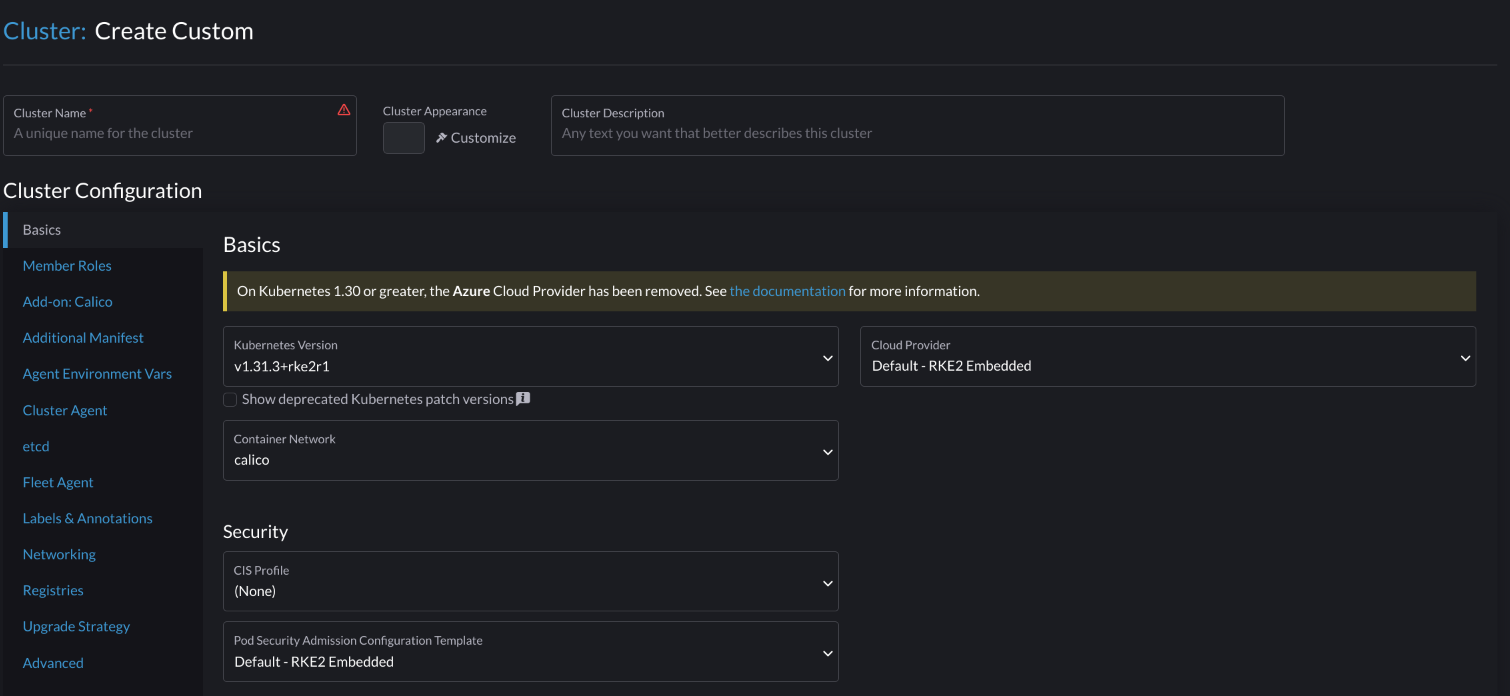 Cluster: Create Custom
Cluster Name *
A unique name for the cluster
Cluster Appearance
Customize
Cluster Description
Any text you want that better describes this cluster
Cluster Configuration
Basics
Member Roles
Add-on: Calico
Additional Manifest
Agent Environment Vars
Cluster Agent
etcd
Fleet Agent
Labels & Annotations
Networking
Registries
Upgrade Strategy
Advanced
Basics
On Kubernetes 1.30 or greater, the Azure Cloud Provider has been removed. See the documentation for more information.
Kubernetes Version
v1.31.3+rke2r1
Cloud Provider
Default - RKE2 Embedded
Show deprecated Kubernetes patch versions
Container Network
calico
Security
CIS Profile
(None)
Pod Security Admission Configuration Template
Default - RKE2 Embedded